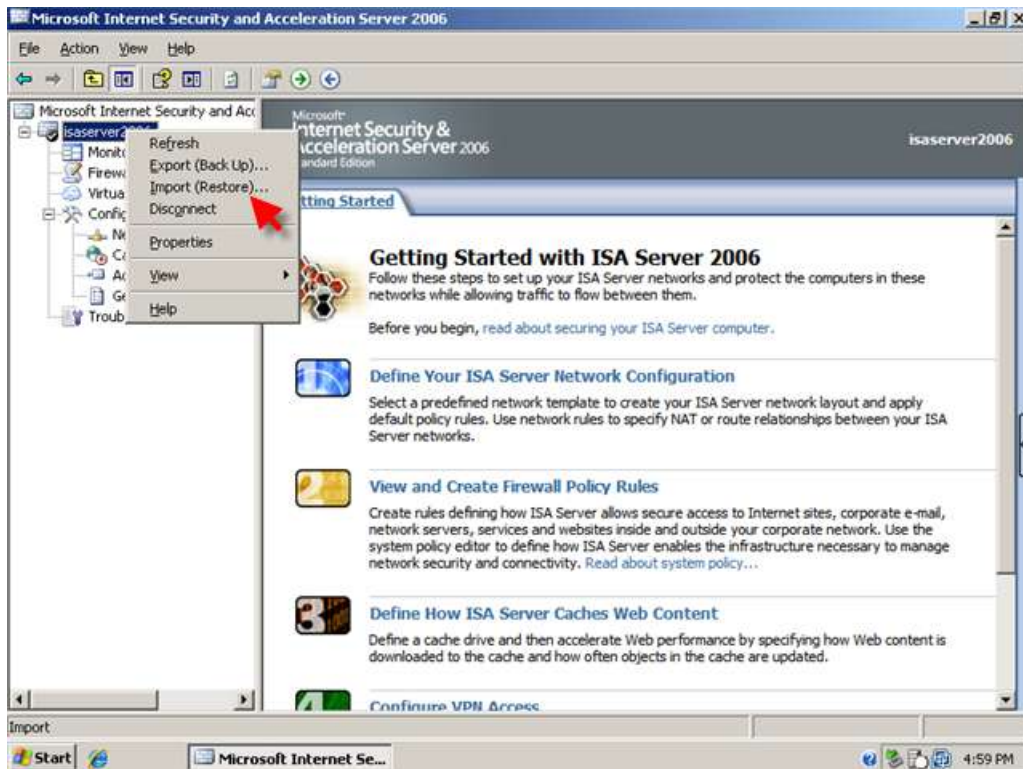 Microsoft Internet Security and Acceleration Server 2006
File Action View Help
Microsoft Internet Security and Acc
isaserver2006
Monito
Firewa
Virtua
Config
Ne
Ca
Ad
Ge
Troub
Refresh
Export (Back Up)...
Import (Restore)...
Disconnect
Properties
View
Help
Microsoft
Internet Security &
Acceleration Server 2006
Standard Edition
isaserver2006
tting Started
Getting Started with ISA Server 2006
Follow these steps to set up your ISA Server networks and protect the computers in these
networks while allowing traffic to flow between them.
Before you begin, read about securing your ISA Server computer.
Define Your ISA Server Network Configuration
Select a predefined network template to create your ISA Server network layout and apply
default policy rules. Use network rules to specify NAT or route relationships between your ISA
Server networks.
2
View and Create Firewall Policy Rules
Create rules defining how ISA Server allows secure access to Internet sites, corporate e-mail,
network servers, services and websites inside and outside your corporate network. Use the
system policy editor to define how ISA Server enables the infrastructure necessary to manage
network security and connectivity. Read about system policy...
3
Define How ISA Server Caches Web Content
Define a cache drive and then accelerate Web performance by specifying how Web content is
downloaded to the cache and how often objects in the cache are updated.
4
Configure VPN Access
Import
Start
Microsoft Internet Se...
4:59 PM